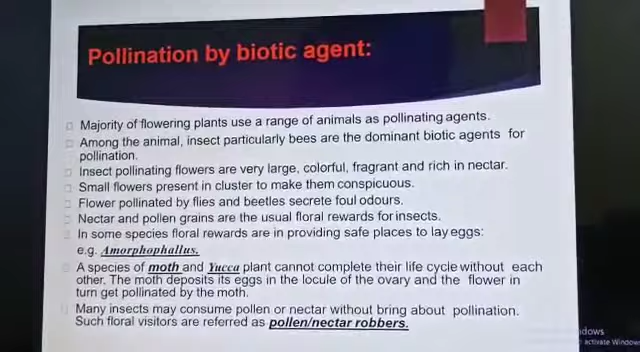 Pollination by biotic agent:
Majority of flowering plants use a range of animals as pollinating agents.
Among the animal, insect particularly bees are the dominant biotic agents for
pollination.
Insect pollinating flowers are very large, colorful, fragrant and rich in nectar.
Small flowers present in cluster to make them conspicuous.
Flower pollinated by flies and beetles secrete foul odours.
Nectar and pollen grains are the usual floral rewards for insects.
In some species floral rewards are in providing safe places to lay eggs:
e.g. Amorphophallus.
A species of moth and Yucca plant cannot complete their life cycle without each
other. The moth deposits its eggs in the locule of the ovary and the flower in
turn get pollinated by the moth.
Many insects may consume pollen or nectar without bring about pollination.
Such floral visitors are referred as pollen/nectar robbers.
activate Window